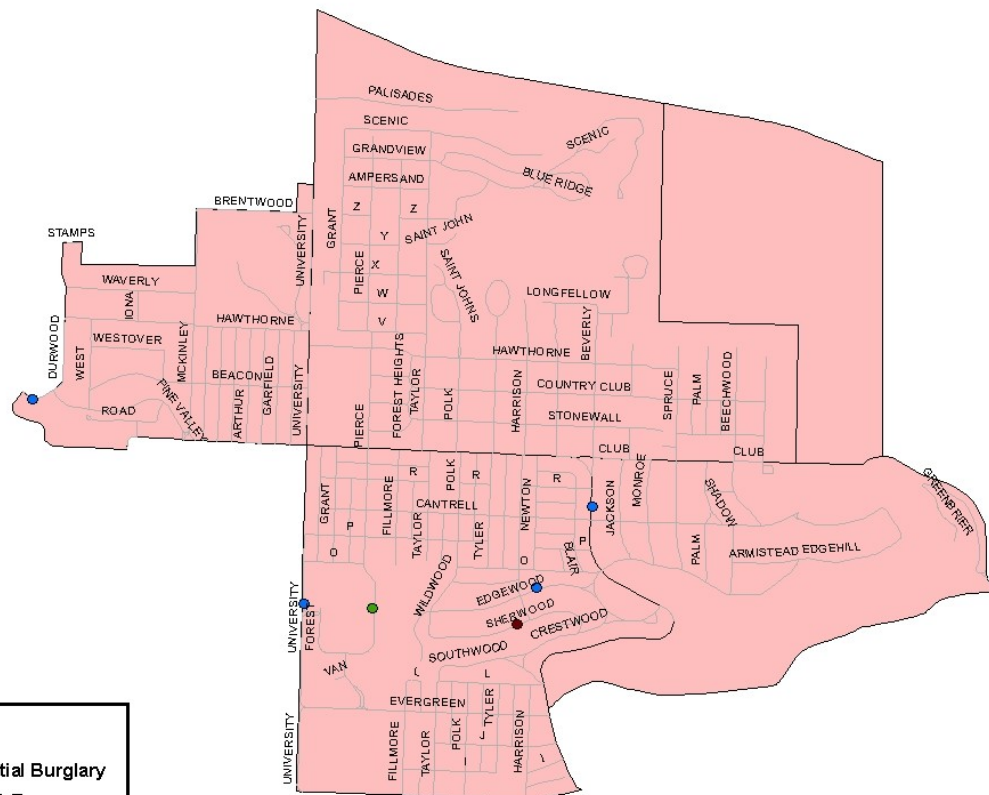 PALISADES
SCENIC
SCENIC
GRANDVIEW
BLUE RIDGE
AMPERSAND
BRENTWOOD
Z
Z
GRANT
SAINT JOHN
Y
STAMPS
UNIVERSITY
X
PIERCE
SAINT JOHNS
WAVERLY
W
LONGFELLOW
IONA
V
HAWTHORNE
BEVERLY
WESTOVER
MCKINLEY
HAWTHORNE
DURWOOD
WEST
BEACON
GARFIELD
UNIVERSITY
FOREST HEIGHTS
TAYLOR
COUNTRY CLUB
SPRUCE
PALM
BEECHWOOD
ARTHUR
POLK
HARRISON
STONEWALL
ROAD
PINE VALLEY
PIERCE
CLUB
CLUB
R
POLK
R
R
MONROE
GREENBRIER
GRANT
FILLMORE
CANTRELL
NEWTON
JACKSON
SHADOW
P
TAYLOR
TYLER
P
O
O
BLAIR
PALM
ARMISTEAD EDGEHILL
WILDWOOD
EDGEWOOD
UNIVERSITY
FOREST
SHERWOOD
CRESTWOOD
SOUTHWOOD
VAN
L
EVERGREEN
TYLER
UNIVERSITY
FILLMORE
TAYLOR
POLK
J
HARRISON
I
I
tial Burglary